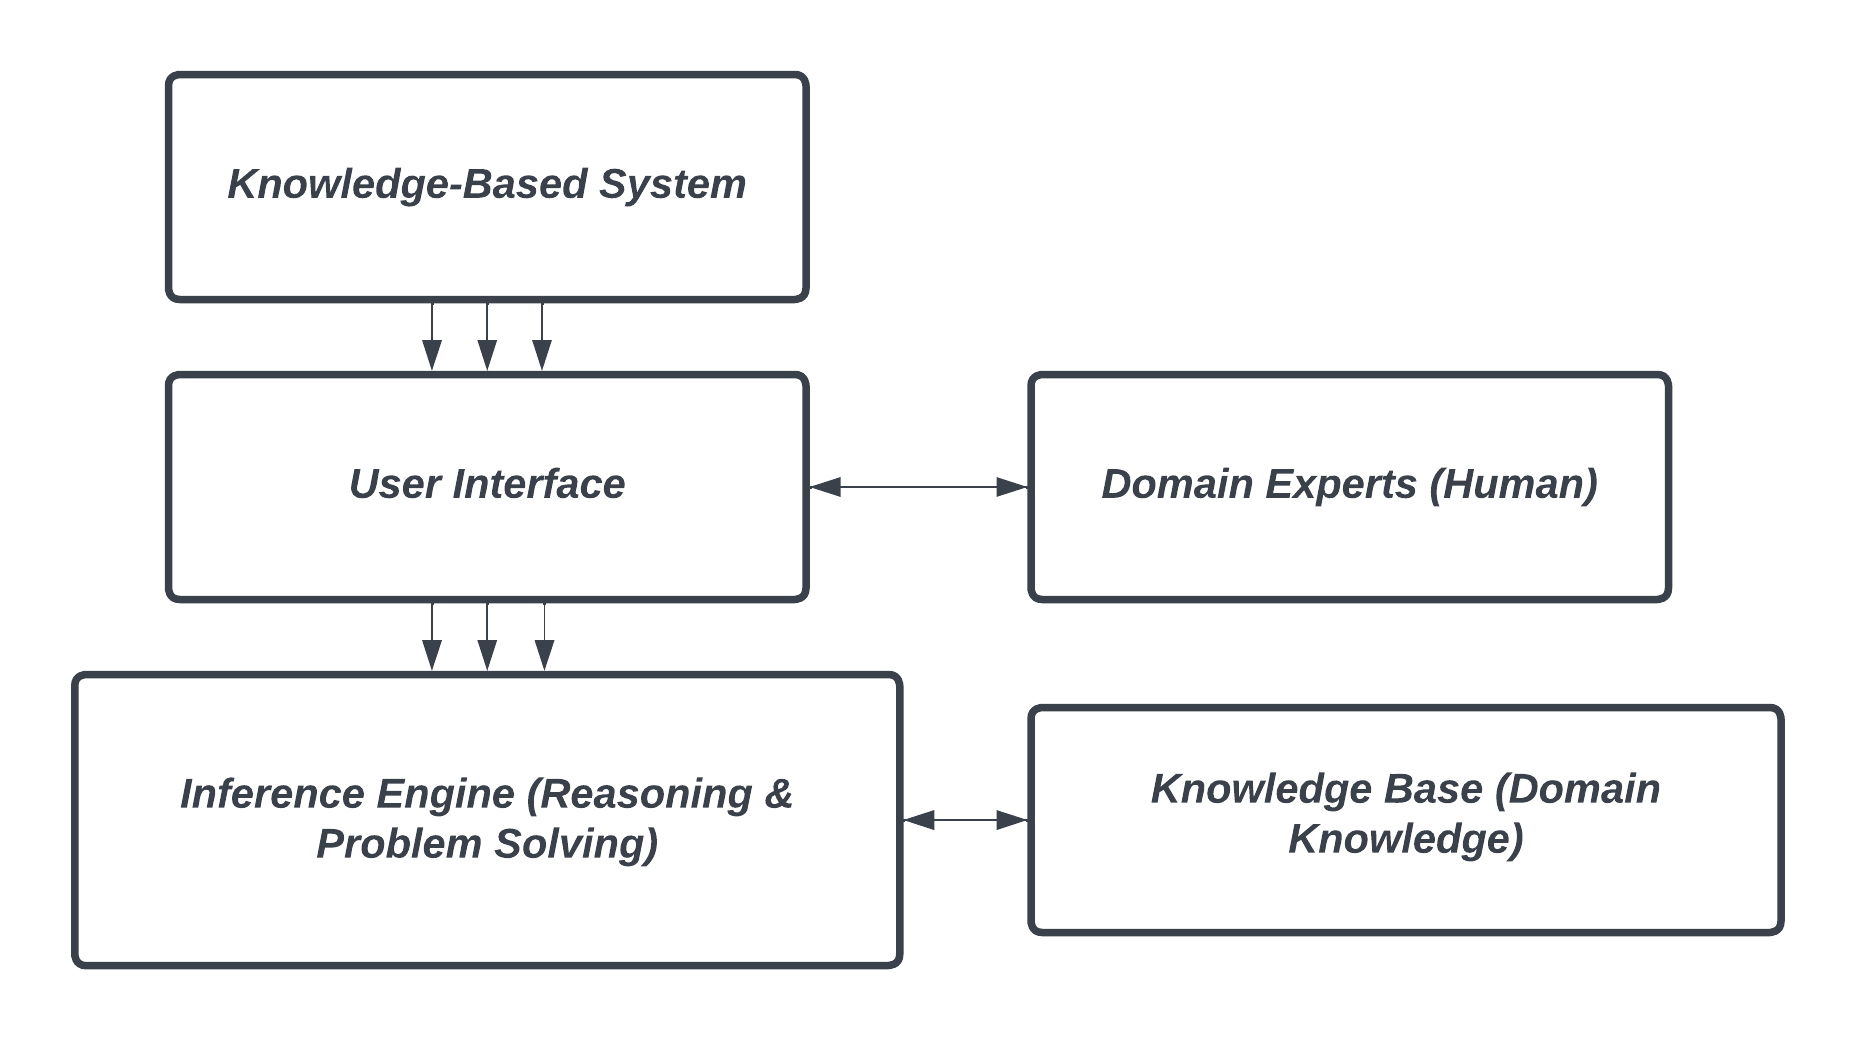 Knowledge-Based System
User Interface
Domain Experts (Human)
Inference Engine (Reasoning &
Problem Solving)
Knowledge Base (Domain
Knowledge)